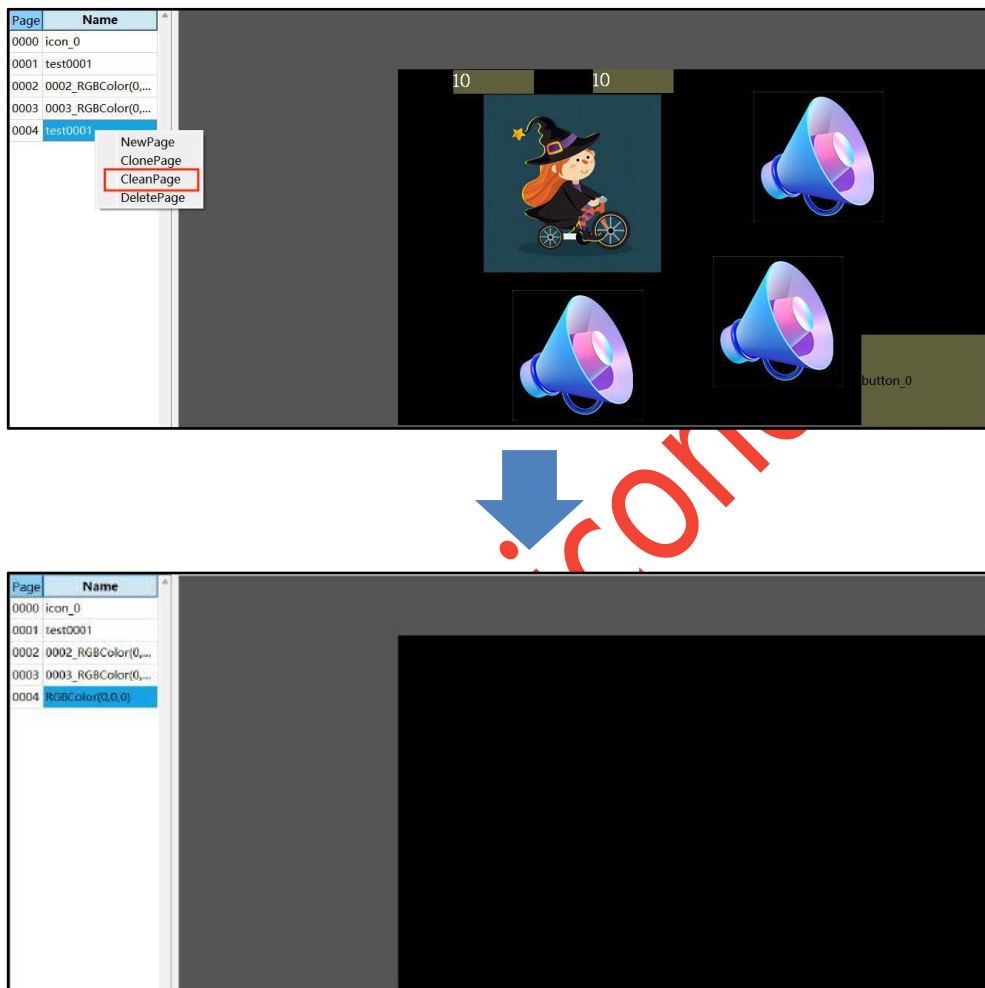 Page Name
0000 icon_0
0001 test0001
0002 0002_RGBColor(0,...
0003 0003_RGBColor(0,...
0004 test0001
NewPage
ClonePage
CleanPage
DeletePage
10 10
button_0
icon
Page Name
0000 icon_0
0001 test0001
0002 0002_RGBColor(0,...
0003 0003_RGBColor(0,...
0004 RGBColor(0,0,0)